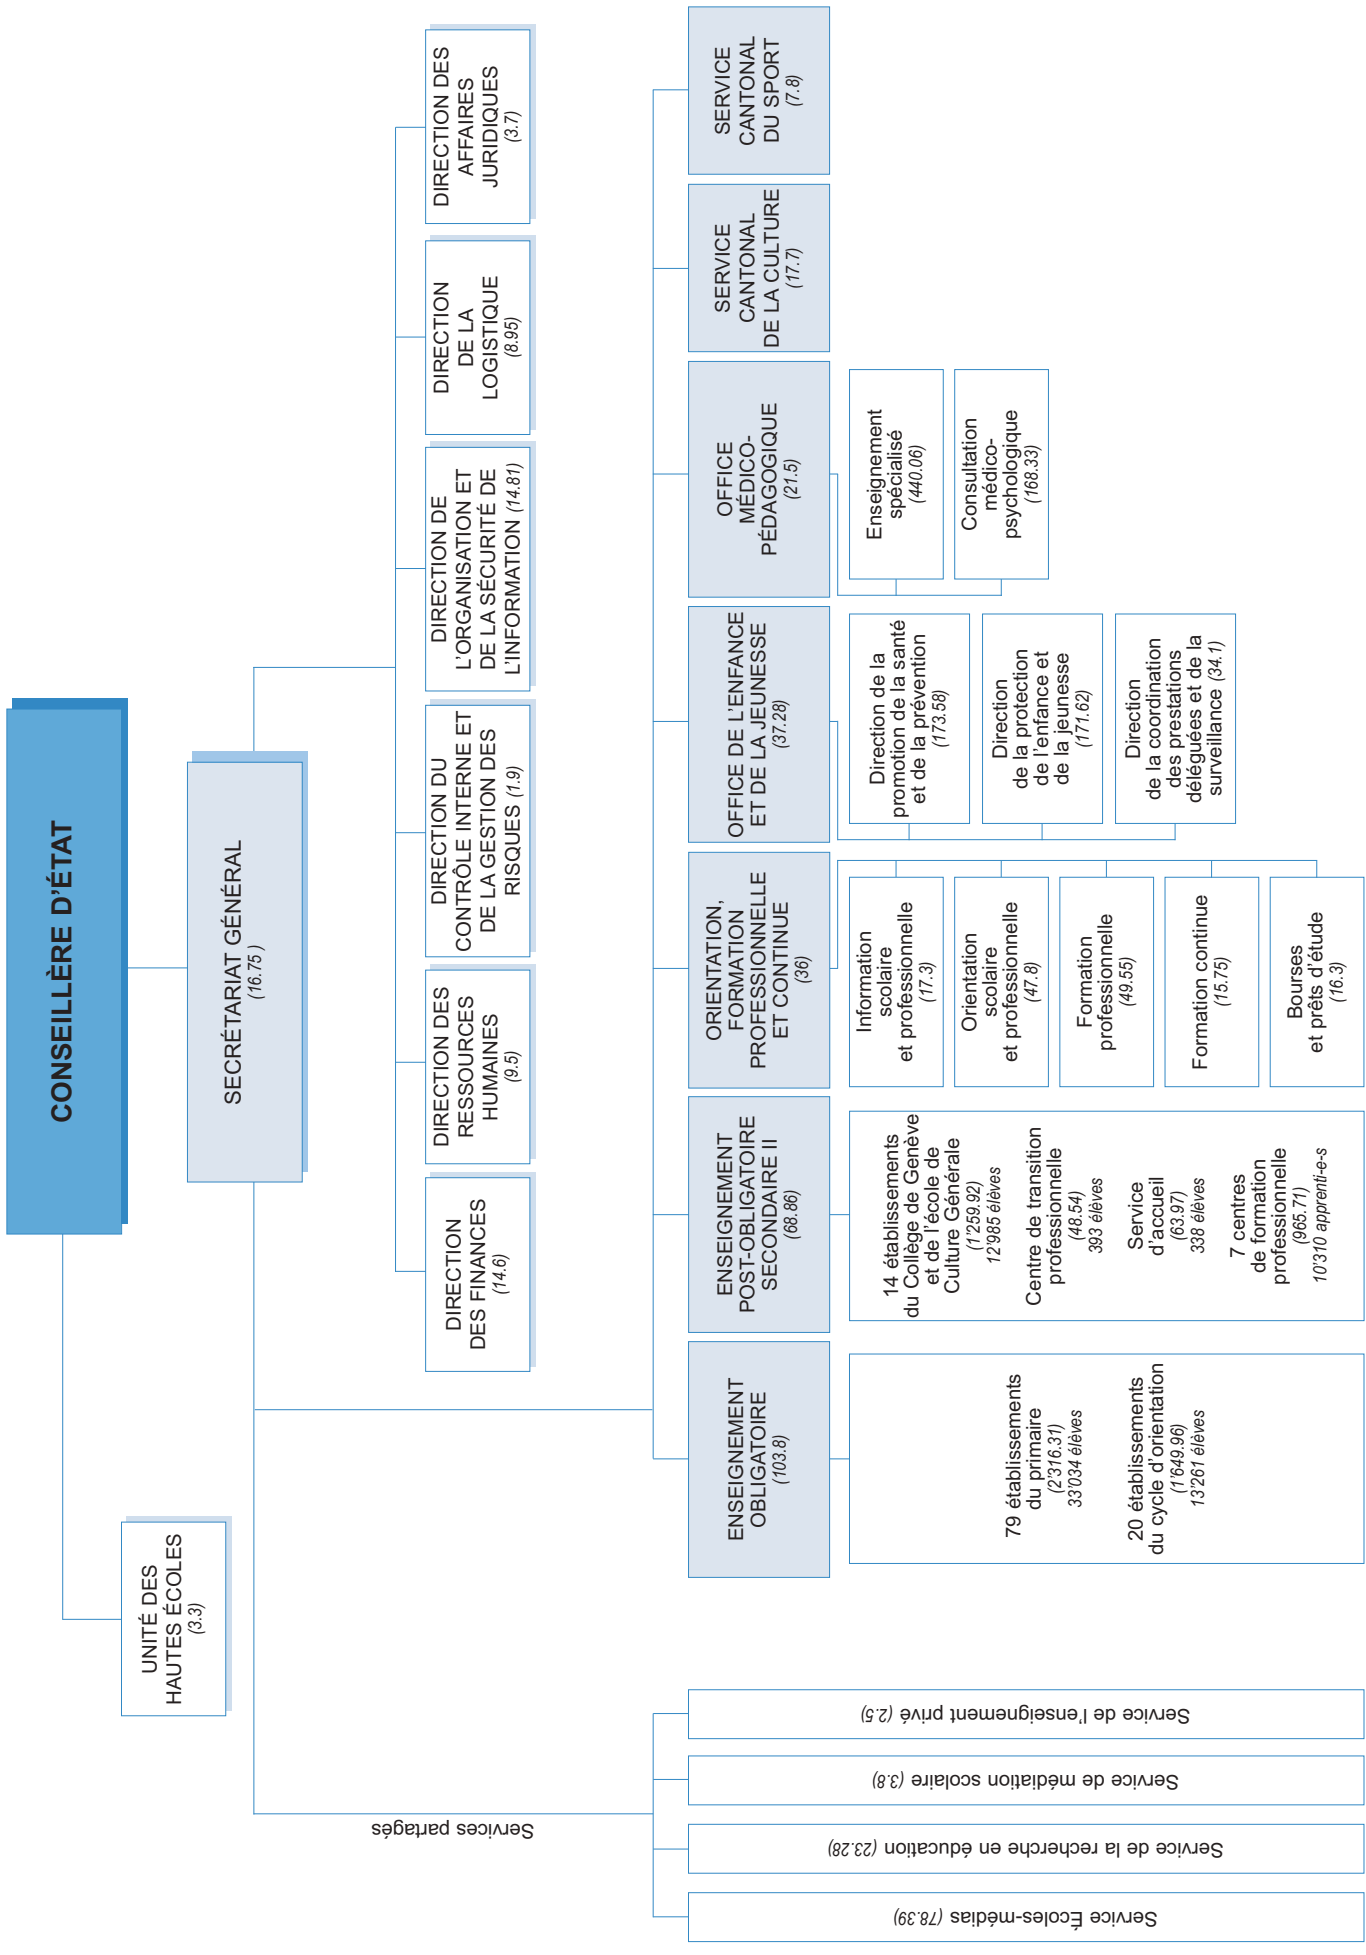 CONSEILLÈRE D'ÉTAT
UNITÉ DES
HAUTES ÉCOLES
(3.3)
SECRÉTARIAT GÉNÉRAL
(16.75 )
DIRECTION
DES FINANCES
(14.6)
DIRECTION DES
RESSOURCES
HUMAINES
(9.5)
DIRECTION DU
CONTRÔLE INTERNE ET
DE LA GESTION DES
RISQUES (1.9)
DIRECTION DE
L'ORGANISATION ET
DE LA SÉCURITÉ DE
L'INFORMATION (14.81)
DIRECTION
DE LA
LOGISTIQUE
(8.95)
DIRECTION DES
AFFAIRES
JURIDIQUES
(3.7)
Services partagés
Service Écoles-médias (78.39)
Service de la recherche en éducation (23.28)
Service de médiation scolaire (3.8)
Service de l'enseignement privé (2.5)
ENSEIGNEMENT
OBLIGATOIRE
(103.8)
79 établissements
du primaire
(2'316.31)
33'034 élèves
20 établissements
du cycle d'orientation
(1'649.96)
13'261 élèves
ENSEIGNEMENT
POST-OBLIGATOIRE
SECONDAIRE II
(68.86)
14 établissements
du Collège de Genève
et de l'école de
Culture Générale
(1'259.92)
12'985 élèves
Centre de transition
professionnelle
(48.54)
393 élèves
Service
d'accueil
(63.97)
338 élèves
7 centres
de formation
professionnelle
(965.71)
10'310 apprenti-e-s
ORIENTATION,
FORMATION
PROFESSIONNELLE
ET CONTINUE
(36)
Information
scolaire
et professionnelle
(17.3)
Orientation
scolaire
et professionnelle
(47.8)
Formation
professionnelle
(49.55)
Formation continue
(15.75)
Bourses
et prêts d'étude
(16.3)
OFFICE DE L'ENFANCE
ET DE LA JEUNESSE
(37.28)
Direction de la
promotion de la santé
et de la prévention
(173.58)
Direction
de la protection
de l'enfance et
de la jeunesse
(171.62)
Direction
de la coordination
des prestations
déléguées et de la
surveillance (34.1)
OFFICE
MÉDICO-
PÉDAGOGIQUE
(21.5)
Enseignement
spécialisé
(440.06)
Consultation
médico-
psychologique
(168.33)
SERVICE
CANTONAL
DE LA CULTURE
(17.7)
SERVICE
CANTONAL
DU SPORT
(7.8)